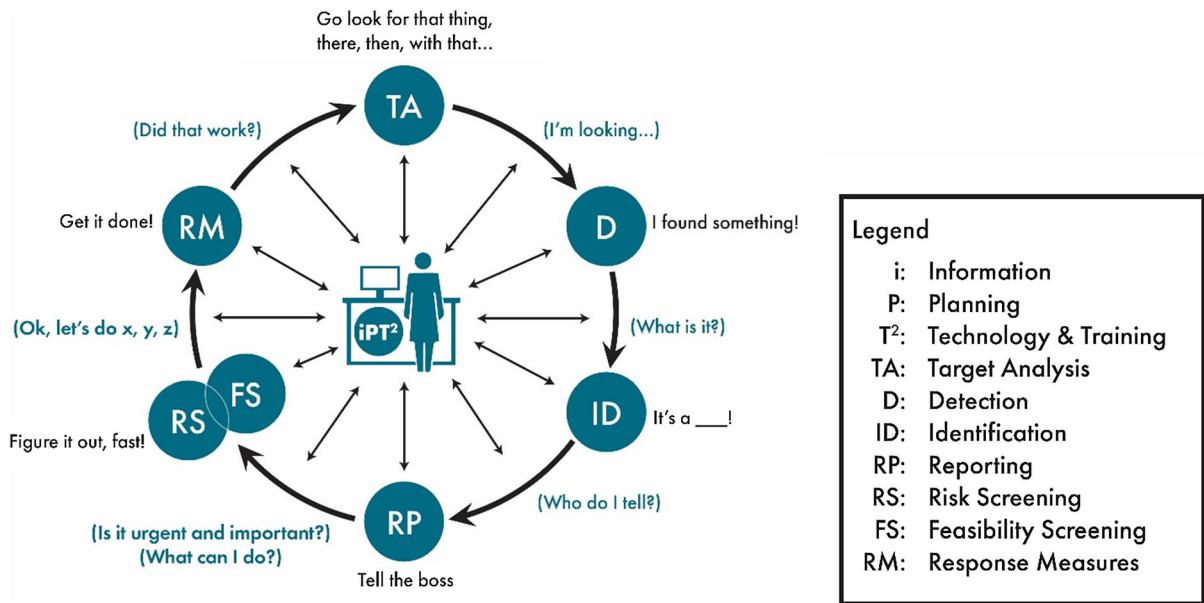 Go look for that thing,
there, then, with that...
TA
(Did that work?)
(I'm looking...)
RM
Get it done!
D
I found something!
iPT²
(Ok, let's do x, y, z)
(What is it?)
FS
RS
Figure it out, fast!
ID
It's a ___!
(Who do I tell?)
RP
(Is it urgent and important?)
(What can I do?)
Tell the boss
Legend
i: Information
P: Planning
T²: Technology & Training
TA: Target Analysis
D: Detection
ID: Identification
RP: Reporting
RS: Risk Screening
FS: Feasibility Screening
RM: Response Measures